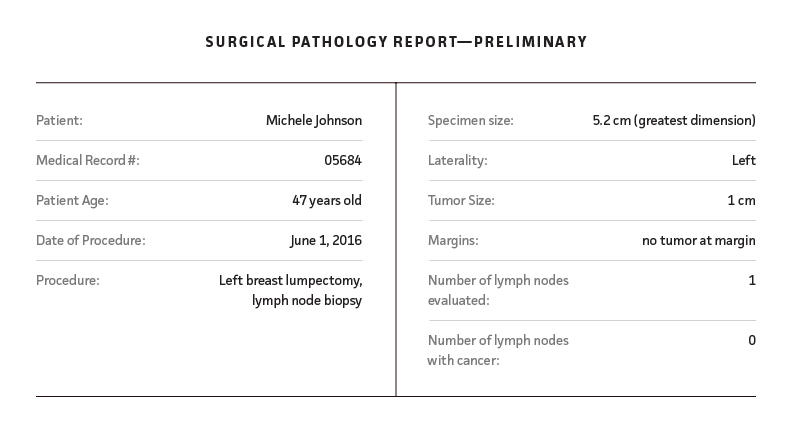 SURGICAL PATHOLOGY REPORT—PRELIMINARY
Patient: Michele Johnson
Medical Record #: 05684
Patient Age: 47 years old
Date of Procedure: June 1, 2016
Procedure: Left breast lumpectomy,
lymph node biopsy
Specimen size: 5.2 cm (greatest dimension)
Laterality: Left
Tumor Size: 1 cm
Margins: no tumor at margin
Number of lymph nodes 1
evaluated:
Number of lymph nodes 0
with cancer: